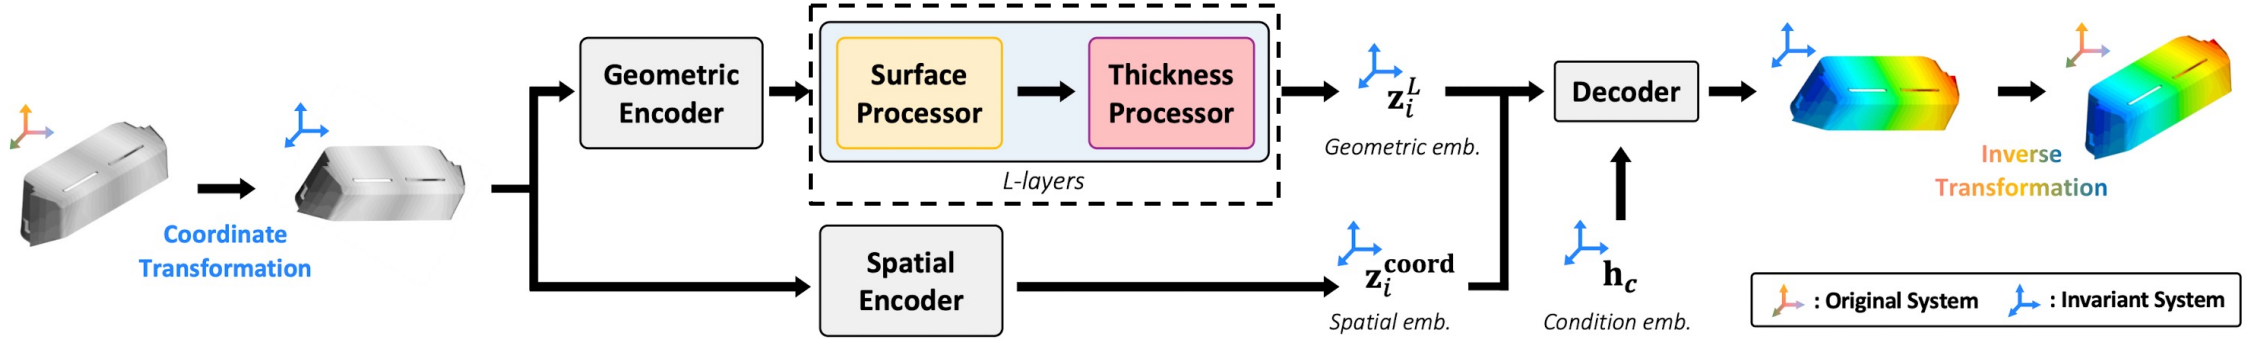 Coordinate
Transformation
Geometric
Encoder
Surface
Processor
Thickness
Processor
L-layers
Spatial
Encoder
z_i^L
Geometric emb.
z_i^coord
Spatial emb.
Decoder
h_c
Condition emb.
Inverse
Transformation
: Original System
: Invariant System